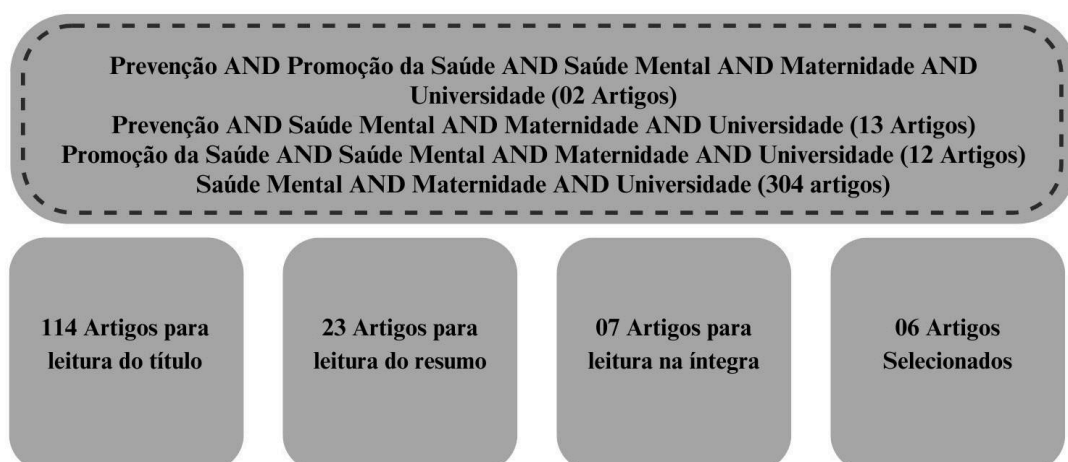 Prevenção AND Promoção da Saúde AND Saúde Mental AND Maternidade AND
Universidade (02 Artigos)
Prevenção AND Saúde Mental AND Maternidade AND Universidade (13 Artigos)
Promoção da Saúde AND Saúde Mental AND Maternidade AND Universidade (12 Artigos)
Saúde Mental AND Maternidade AND Universidade (304 artigos)
114 Artigos para
leitura do título
23 Artigos para
leitura do resumo
07 Artigos para
leitura na íntegra
06 Artigos
Selecionados